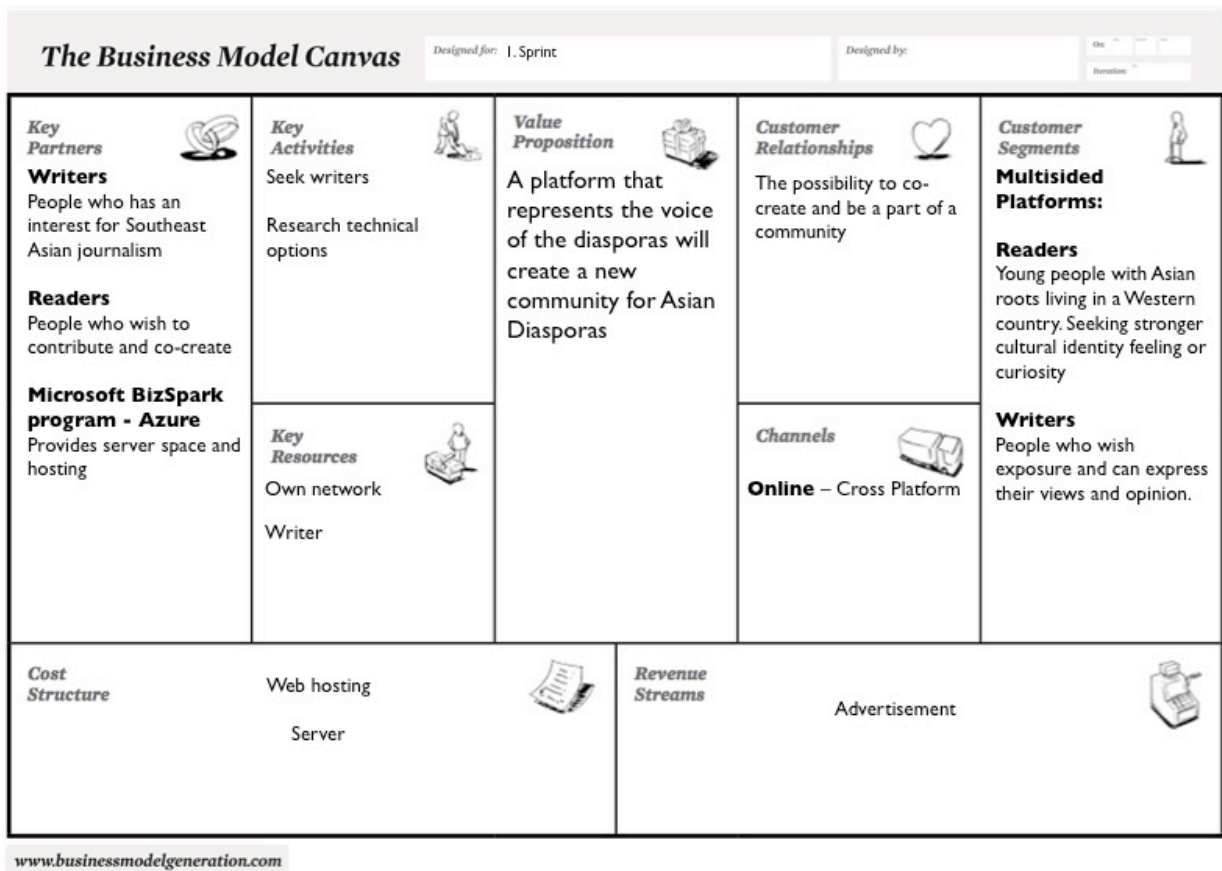 The Business Model Canvas
Designed for: 1. Sprint
Designed by:
On:
Iteration:
Key
Partners
Writers
People who has an
interest for Southeast
Asian journalism
Readers
People who wish to
contribute and co-create
Microsoft BizSpark
program - Azure
Provides server space and
hosting
Key
Activities
Seek writers
Research technical
options
Key
Resources
Own network
Writer
Value
Proposition
A platform that
represents the voice
of the diasporas will
create a new
community for Asian
Diasporas
Customer
Relationships
The possibility to co-
create and be a part of a
community
Channels
Online – Cross Platform
Customer
Segments
Multisided
Platforms:
Readers
Young people with Asian
roots living in a Western
country. Seeking stronger
cultural identity feeling or
curiosity
Writers
People who wish
exposure and can express
their views and opinion.
Cost
Structure
Web hosting
Server
Revenue
Streams
Advertisement
www.businessmodelgeneration.com